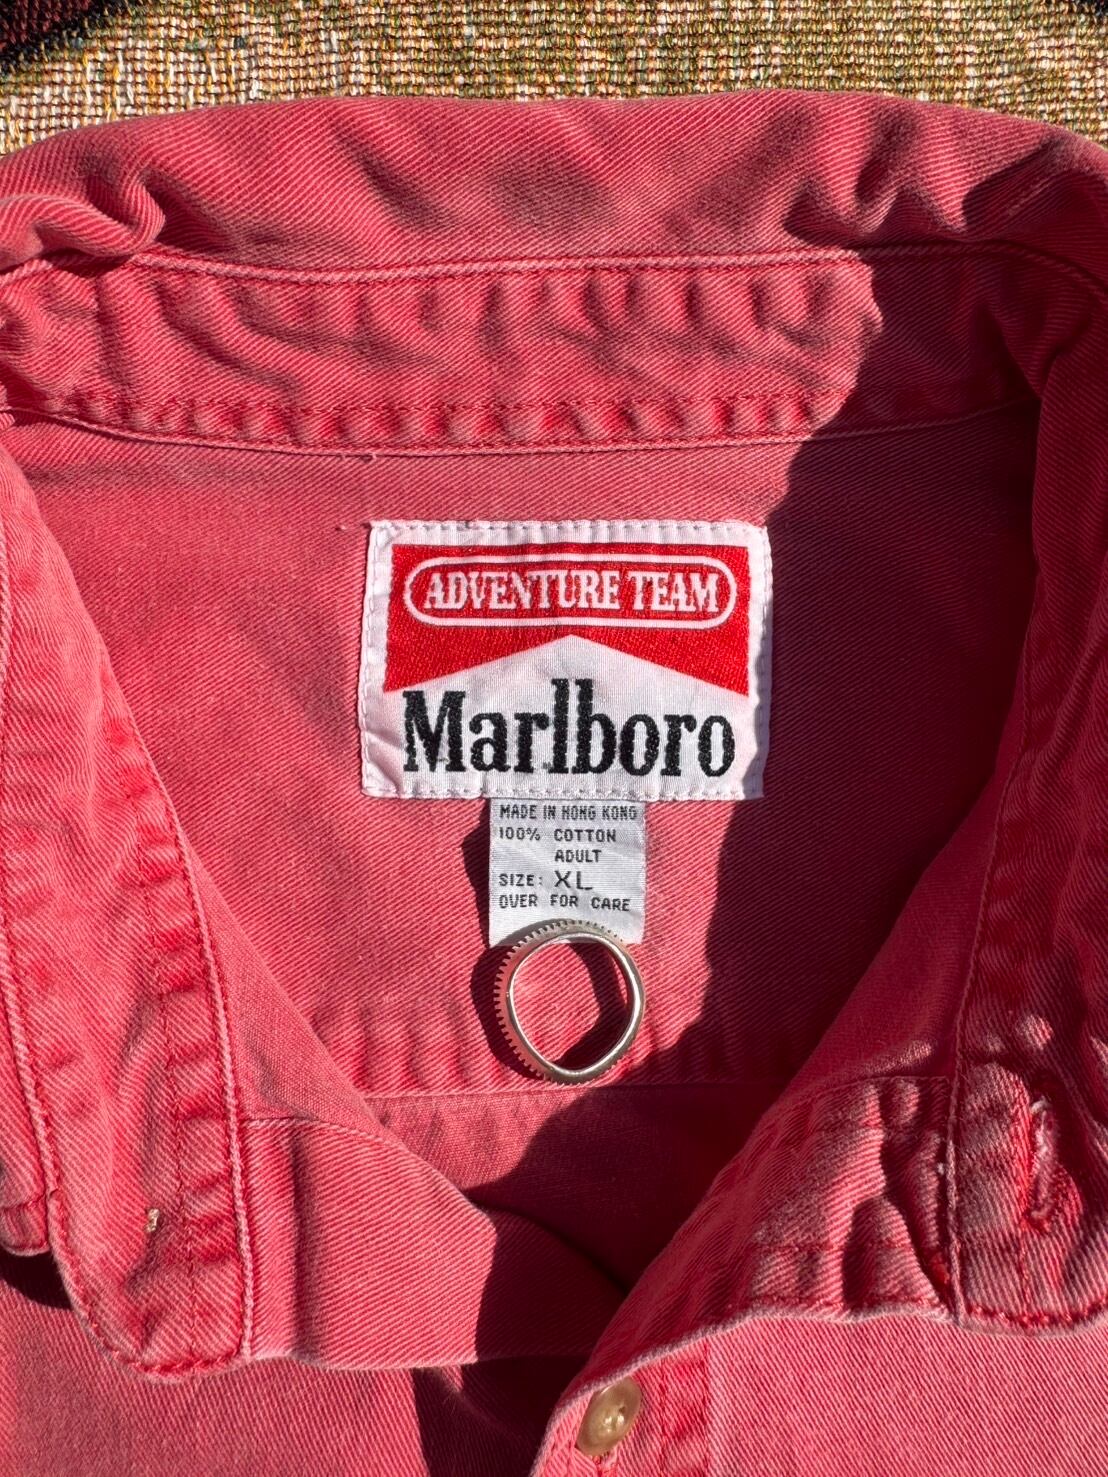 ADVENTURE TEAM
Marlboro
MADE IN HONG KONG
100% COTTON
ADULT
SIZE: XL
OVER FOR CARE